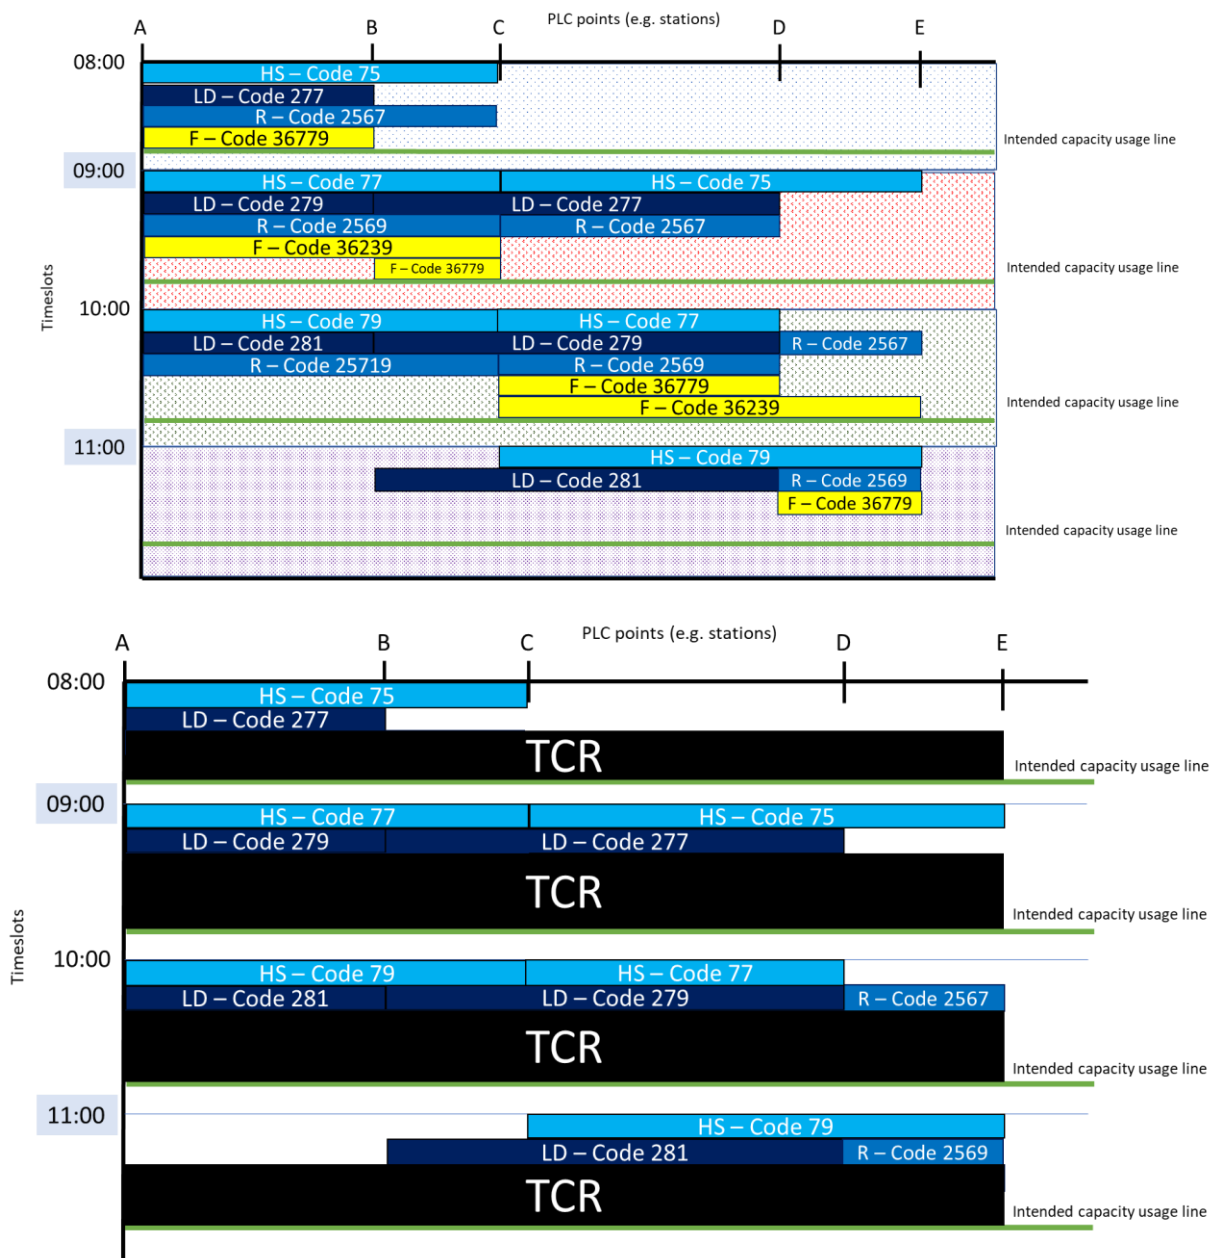 PLC points (e.g. stations)
A B C D E
08:00
HS – Code 75
LD – Code 277
R – Code 2567
F – Code 36779
Intended capacity usage line
09:00
HS – Code 77 HS – Code 75
LD – Code 279 LD – Code 277
R – Code 2569 R – Code 2567
F – Code 36239
F – Code 36779
Intended capacity usage line
Timeslots
10:00
HS – Code 79 HS – Code 77
LD – Code 281 LD – Code 279 R – Code 2567
R – Code 25719 R – Code 2569
F – Code 36779
F – Code 36239
Intended capacity usage line
11:00
HS – Code 79
LD – Code 281 R – Code 2569
F – Code 36779
Intended capacity usage line
PLC points (e.g. stations)
A B C D E
08:00
HS – Code 75
LD – Code 277
TCR
Intended capacity usage line
09:00
HS – Code 77 HS – Code 75
LD – Code 279 LD – Code 277
TCR
Intended capacity usage line
Timeslots
10:00
HS – Code 79 HS – Code 77
LD – Code 281 LD – Code 279 R – Code 2567
TCR
Intended capacity usage line
11:00
HS – Code 79
LD – Code 281 R – Code 2569
TCR
Intended capacity usage line